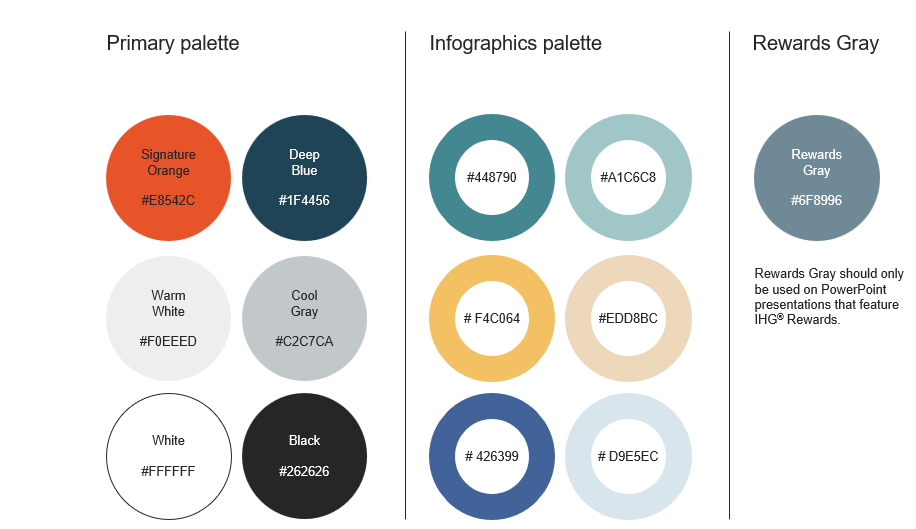 Primary palette
Signature
Orange
#E8542C
Deep
Blue
#1F4456
Warm
White
#F0EEED
Cool
Gray
#C2C7CA
White
#FFFFFF
Black
#262626
Infographics palette
#448790
#A1C6C8
# F4C064
#EDD8BC
# 426399
# D9E5EC
Rewards Gray
Rewards
Gray
#6F8996
Rewards Gray should only
be used on PowerPoint
presentations that feature
IHG® Rewards.